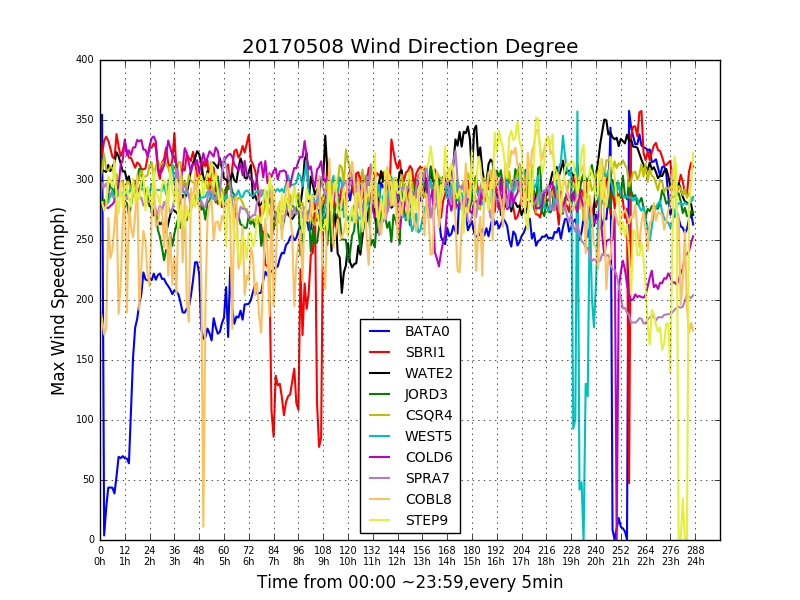 20170508 Wind Direction Degree
Max Wind Speed(mph)
400
350
300
250
200
150
100
50
0
BATA0
SBRI1
WATE2
JORD3
CSQR4
WEST5
COLD6
SPRA7
COBL8
STEP9
0 12 24 36 48 60 72 84 96 108 120 132 144 156 168 180 192 204 216 228 240 252 264 276 288
0h 1h 2h 3h 4h 5h 6h 7h 8h 9h 10h 11h 12h 13h 14h 15h 16h 17h 18h 19h 20h 21h 22h 23h 24h
Time from 00:00 ~23:59,every 5min